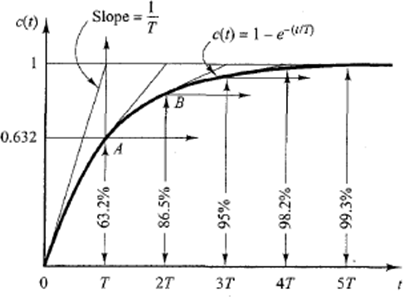 c(t)
Slope = 1/T
c(t) = 1 − e^{−(t/T)}
1
B
0.632
A
63.2%
86.5%
95%
98.2%
99.3%
0
T
2T
3T
4T
5T
t